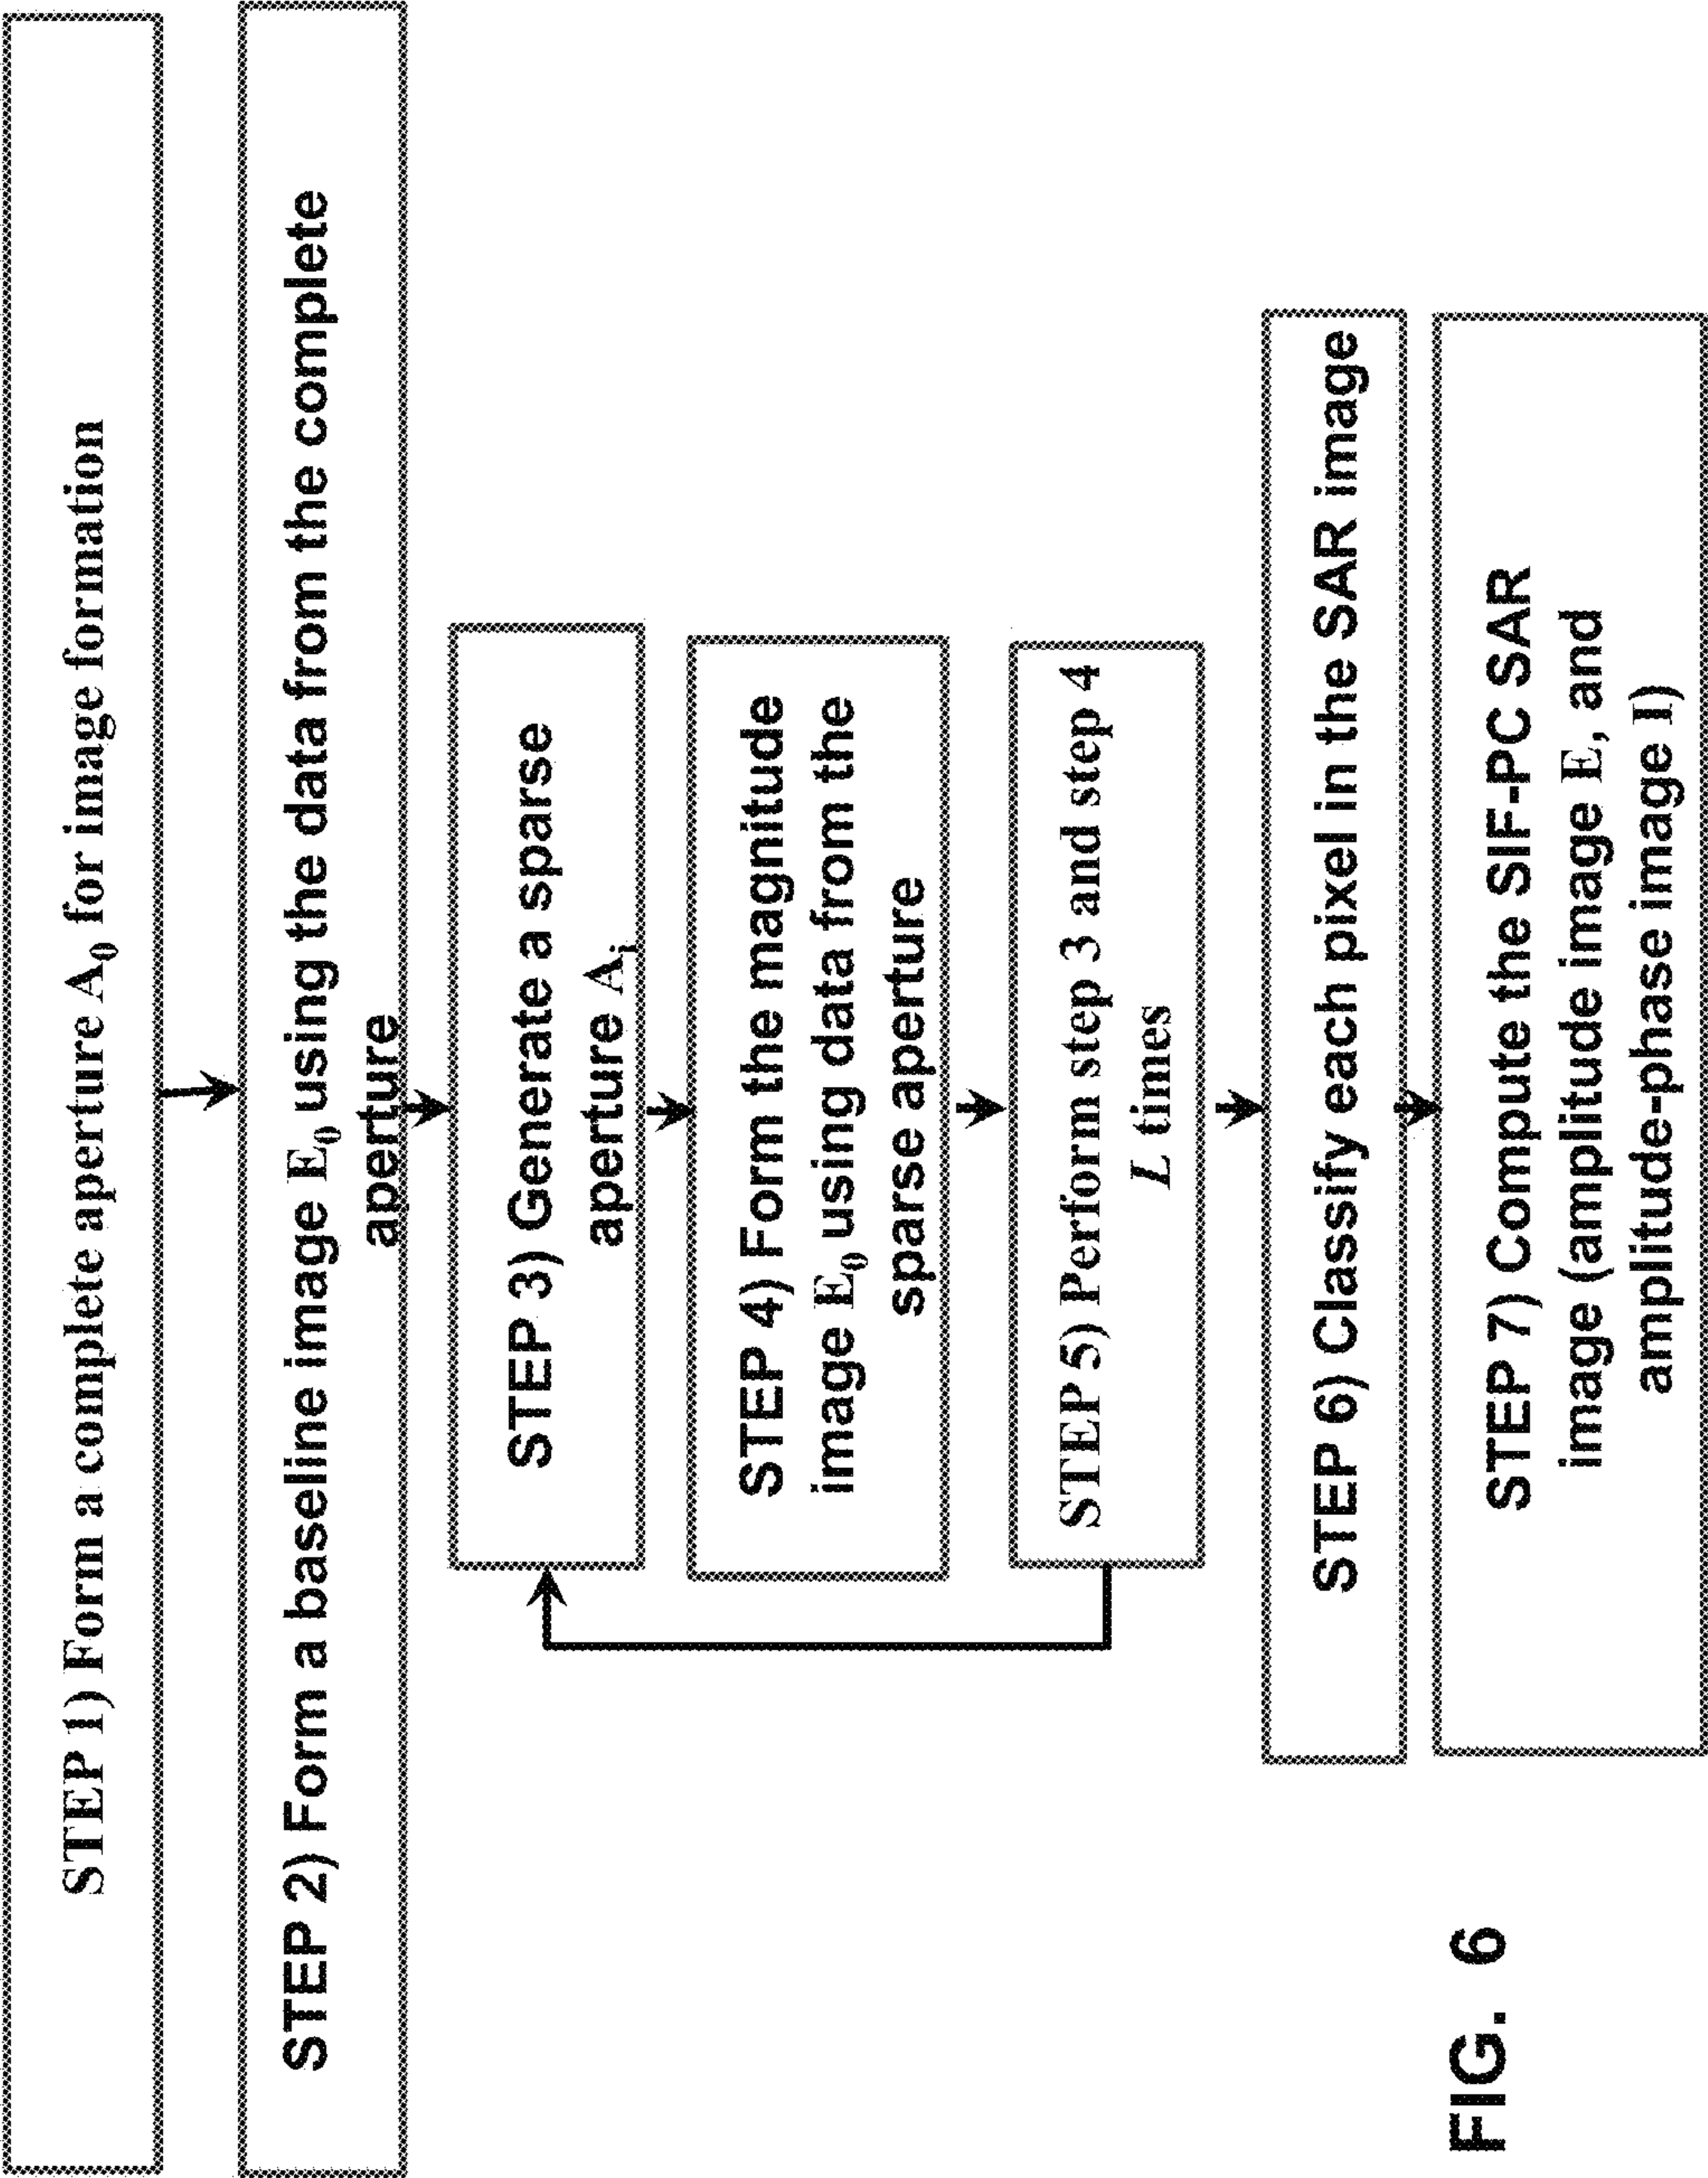 STEP 1) Form a complete aperture A₀ for image formation
STEP 2) Form a baseline image E₀ using the data from the complete
aperture
STEP 3) Generate a sparse
aperture Aᵢ
STEP 4) Form the magnitude
image E₀ using data from the
sparse aperture
STEP 5) Perform step 3 and step 4
L times
STEP 6) Classify each pixel in the SAR image
STEP 7) Compute the SIF-PC SAR
image (amplitude image E, and
amplitude-phase image I)
FIG. 6